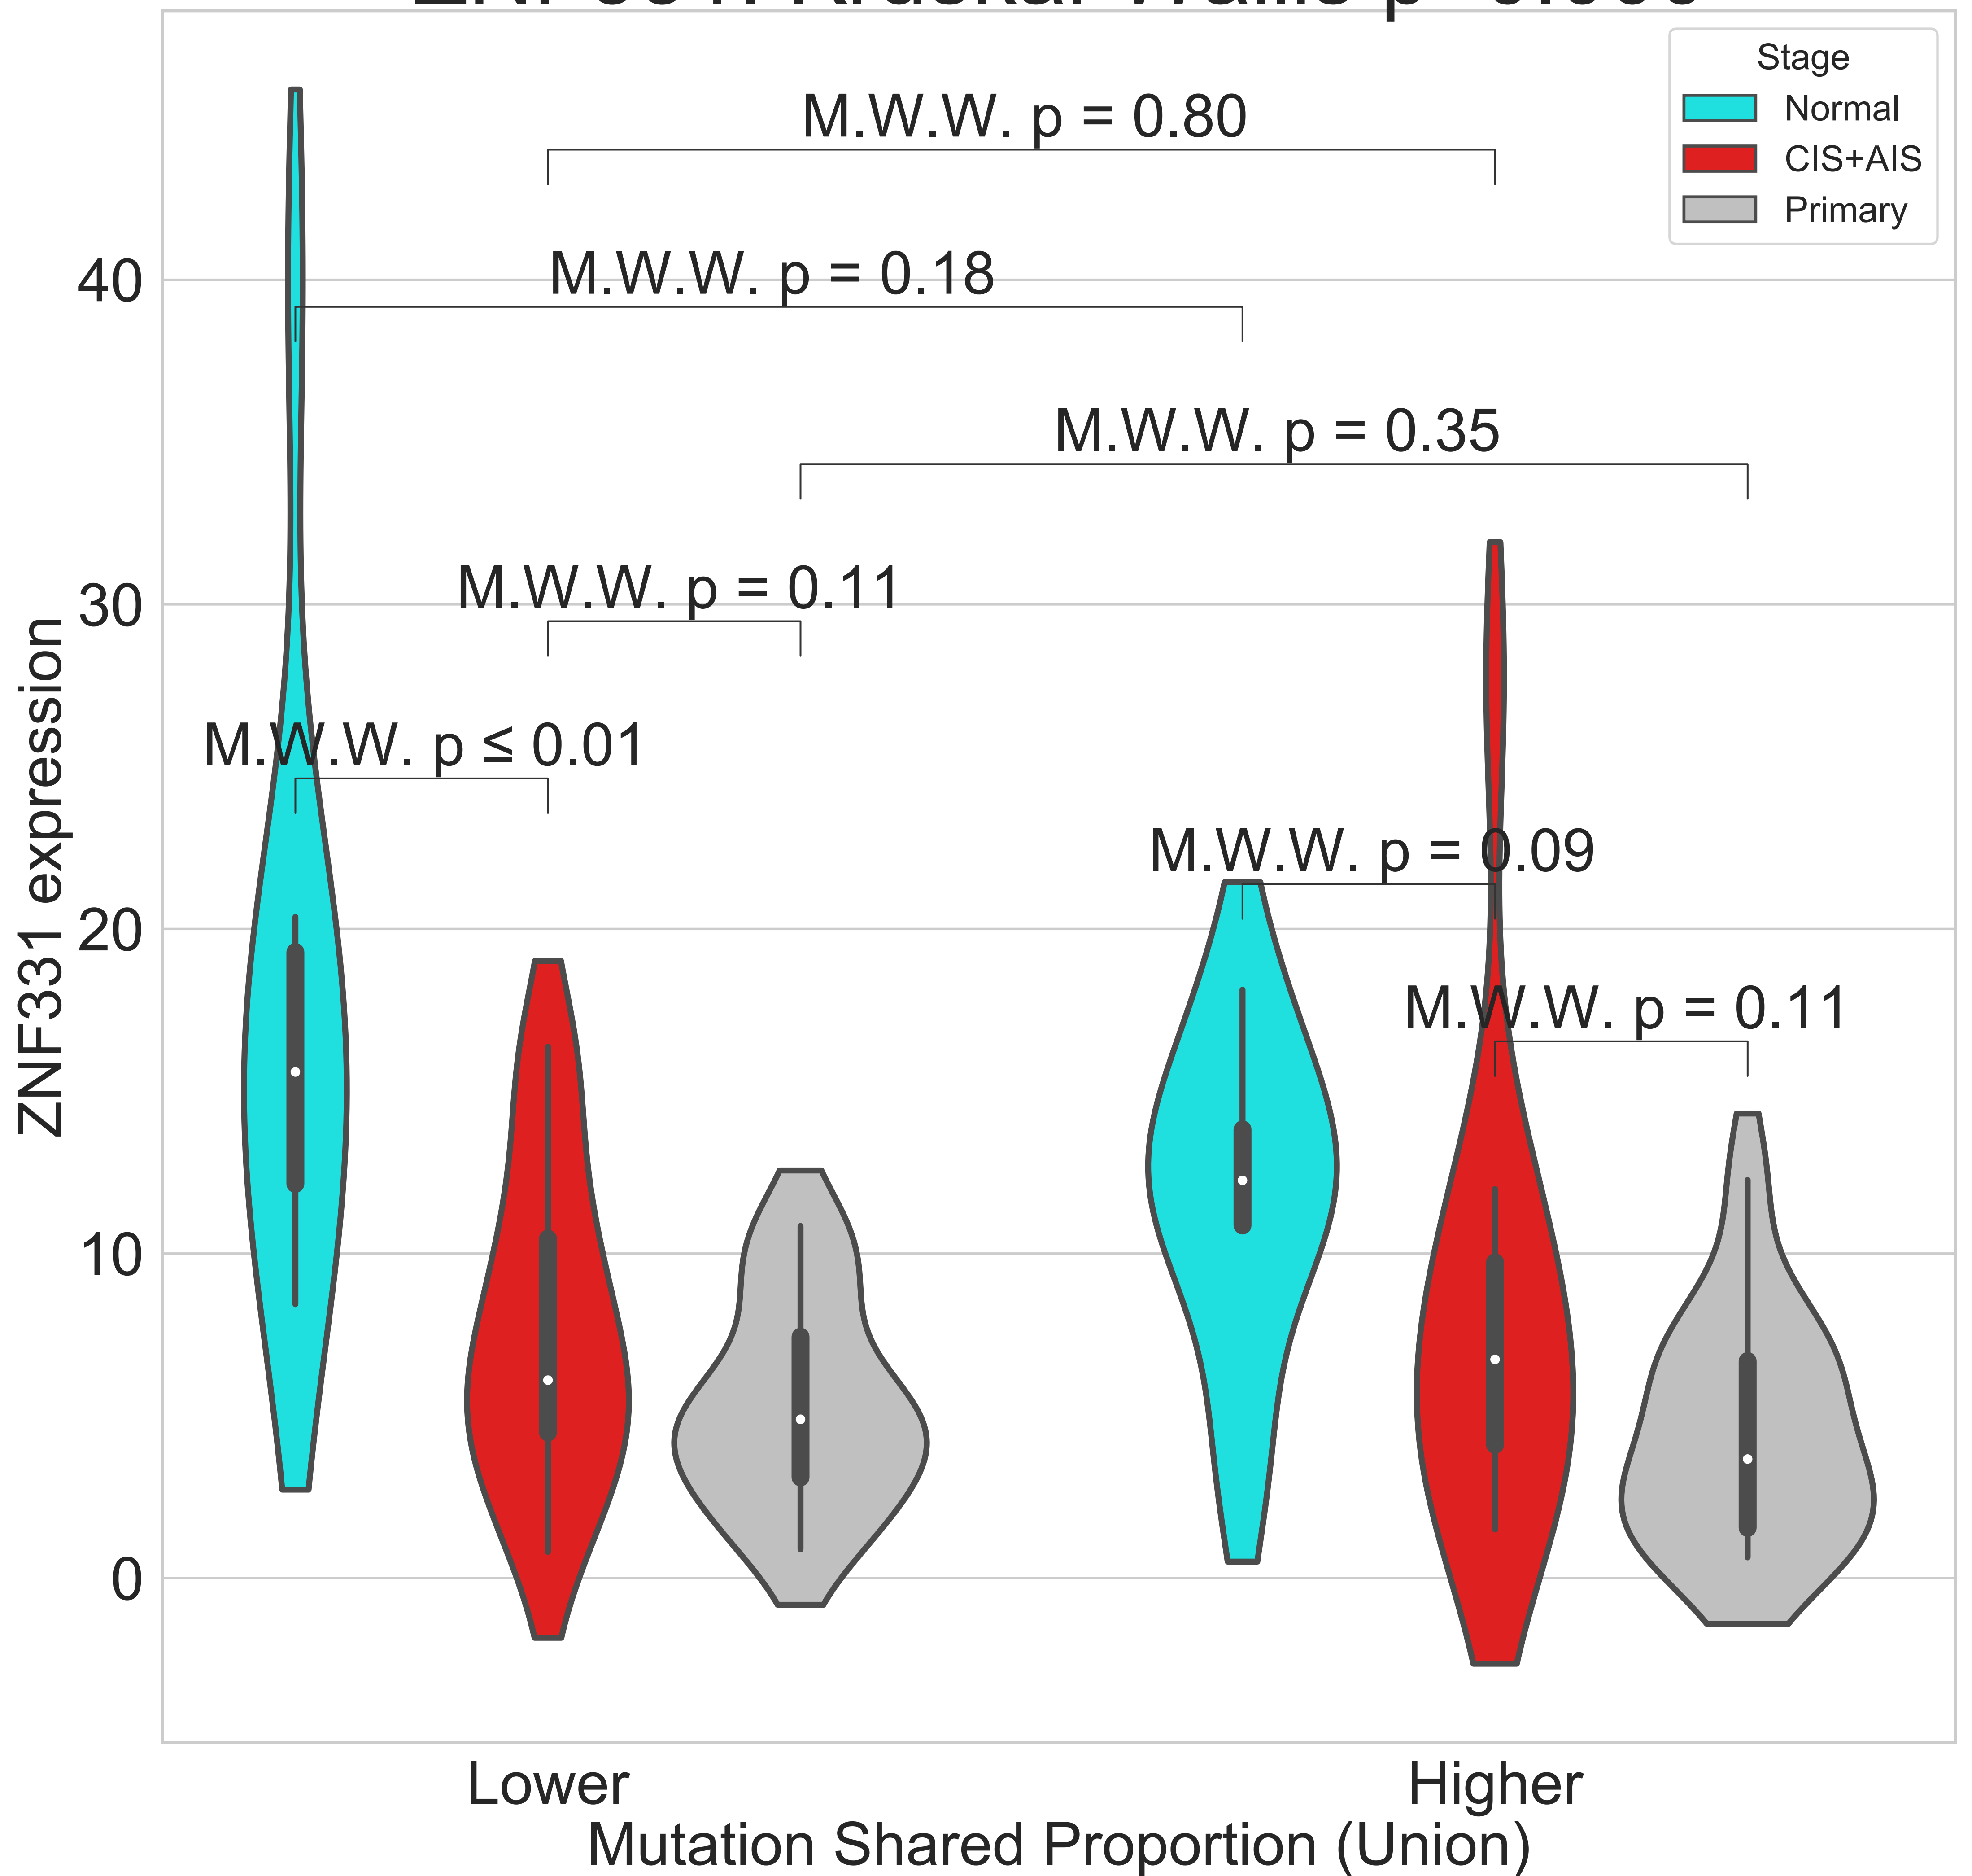 Stage
Normal
CIS+AIS
Primary
M.W.W. p = 0.80
M.W.W. p = 0.18
M.W.W. p = 0.35
M.W.W. p = 0.11
M.W.W. p ≤ 0.01
M.W.W. p = 0.09
M.W.W. p = 0.11
ZNF331 expression
40
30
20
10
0
Lower
Higher
Mutation Shared Proportion (Union)